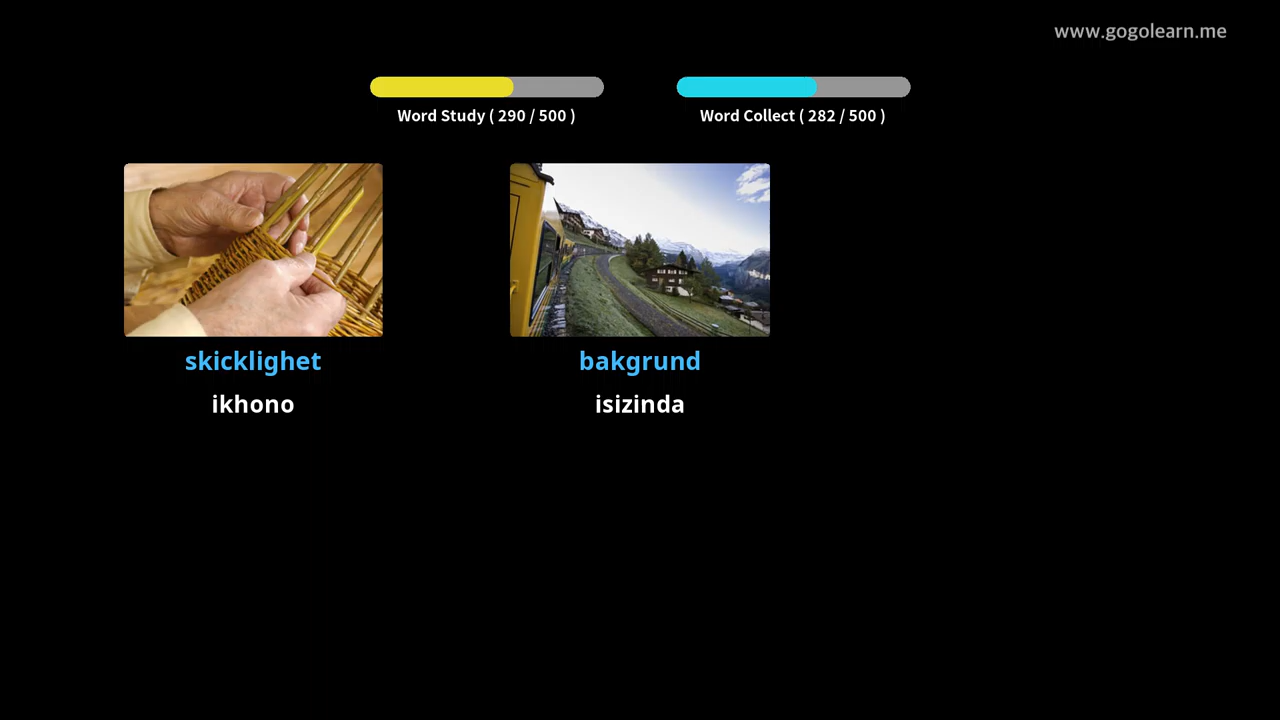 www.gogolearn.me
Word Study ( 290 / 500 )
Word Collect ( 282 / 500 )
skicklighet
bakgrund
ikhono
isizinda